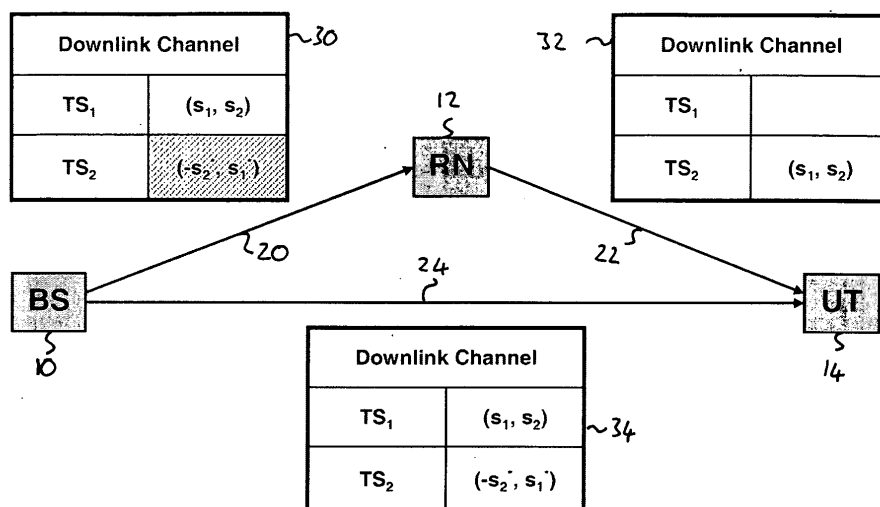 Downlink Channel
TS₁ (s₁, s₂)
TS₂ (-s₂*, s₁*)
30
32
Downlink Channel
TS₁
TS₂ (s₁, s₂)
12
RN
20
22
24
BS
10
UT
14
Downlink Channel
TS₁ (s₁, s₂)
TS₂ (-s₂*, s₁*)
34